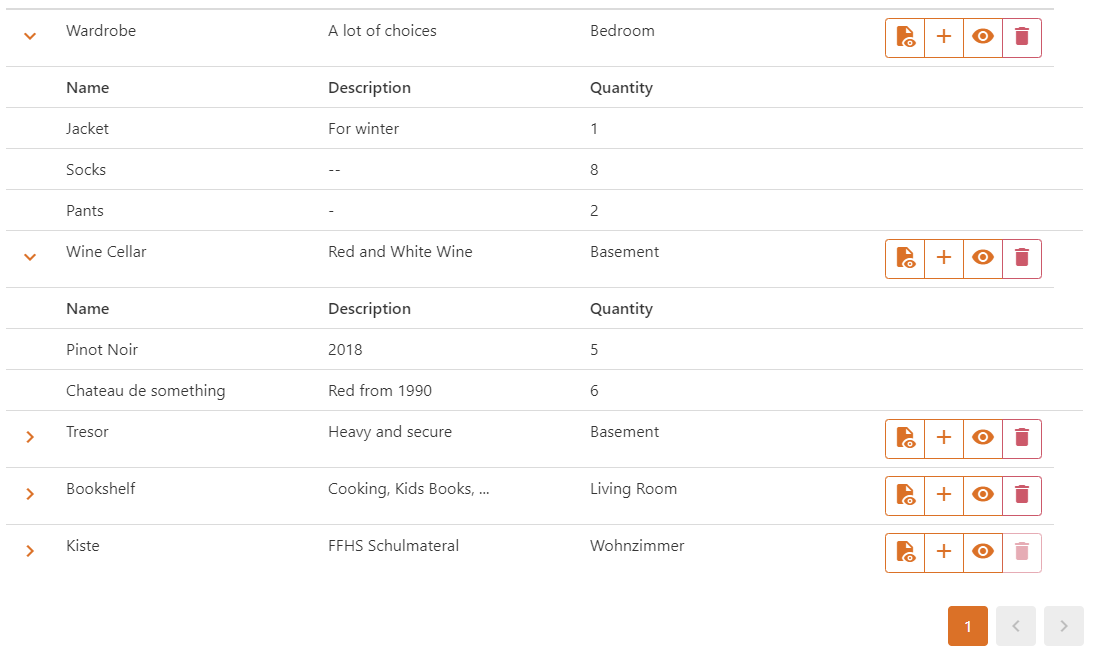 Wardrobe A lot of choices Bedroom
Name Description Quantity
Jacket For winter 1
Socks -- 8
Pants - 2
Wine Cellar Red and White Wine Basement
Name Description Quantity
Pinot Noir 2018 5
Chateau de something Red from 1990 6
Tresor Heavy and secure Basement
Bookshelf Cooking, Kids Books, ... Living Room
Kiste FFHS Schulmateral Wohnzimmer
1